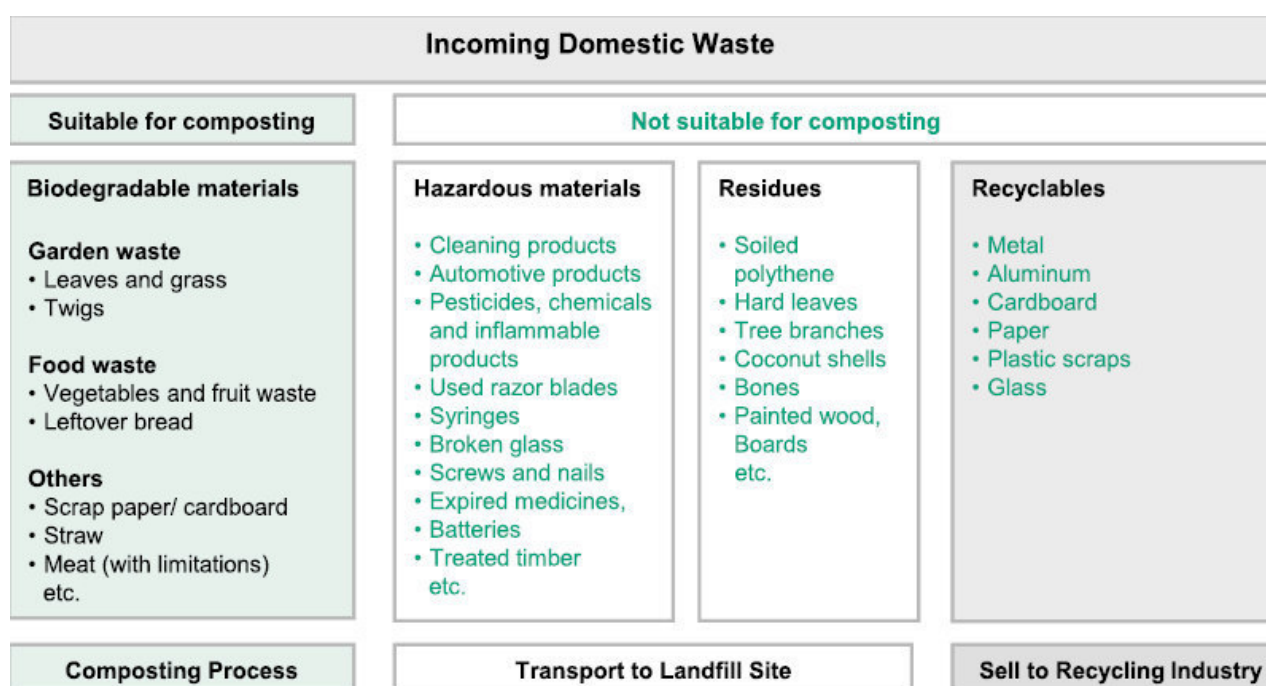 Incoming Domestic Waste
Suitable for composting
Not suitable for composting
Biodegradable materials
Garden waste
• Leaves and grass
• Twigs
Food waste
• Vegetables and fruit waste
• Leftover bread
Others
• Scrap paper/ cardboard
• Straw
• Meat (with limitations)
etc.
Hazardous materials
• Cleaning products
• Automotive products
• Pesticides, chemicals
and inflammable
products
• Used razor blades
• Syringes
• Broken glass
• Screws and nails
• Expired medicines,
• Batteries
• Treated timber
etc.
Residues
• Soiled
polythene
• Hard leaves
• Tree branches
• Coconut shells
• Bones
• Painted wood,
Boards
etc.
Recyclables
• Metal
• Aluminum
• Cardboard
• Paper
• Plastic scraps
• Glass
Composting Process
Transport to Landfill Site
Sell to Recycling Industry